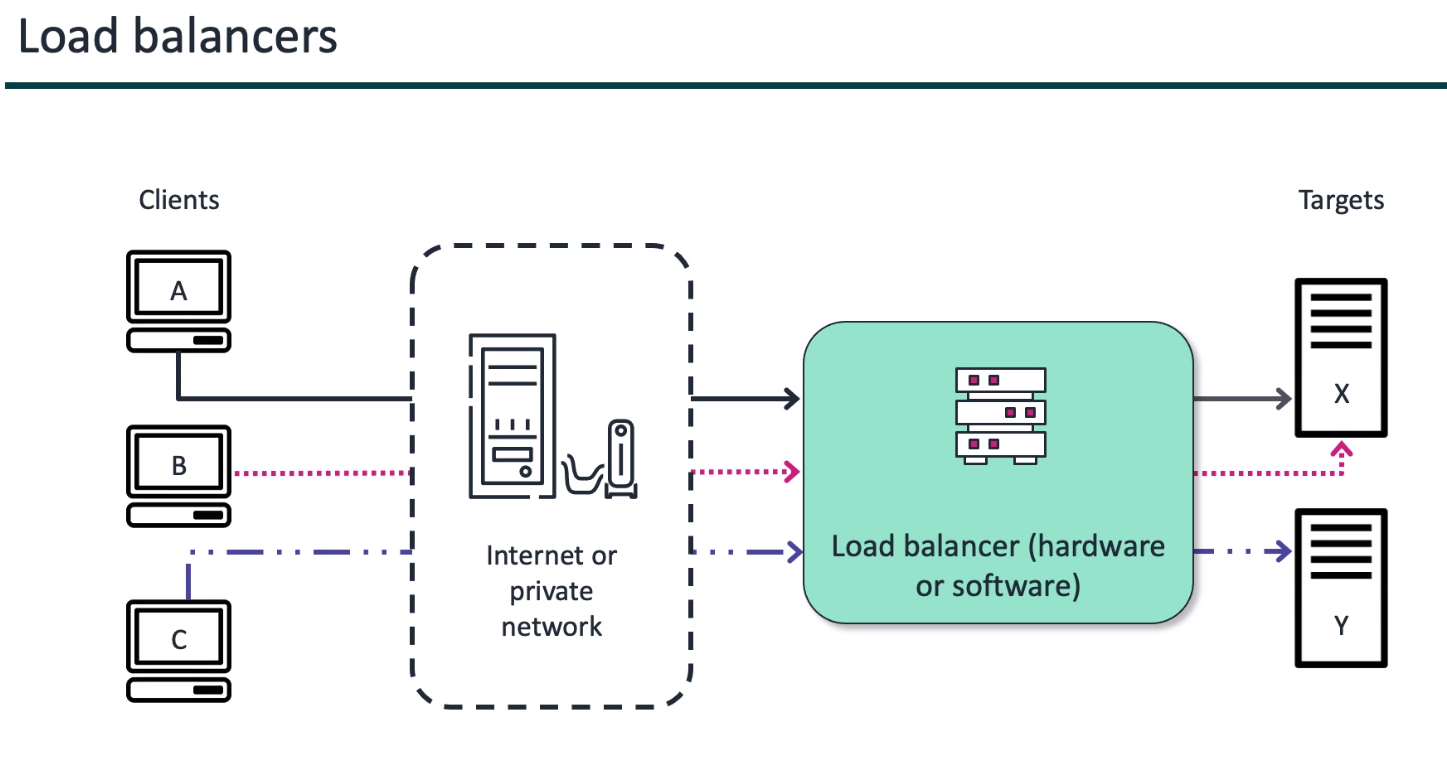 Load balancers
Clients
Targets
A
B
C
Internet or
private
network
Load balancer (hardware
or software)
X
Y